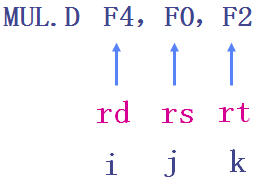 MUL.D F4, F0, F2
rd rs rt
i j k